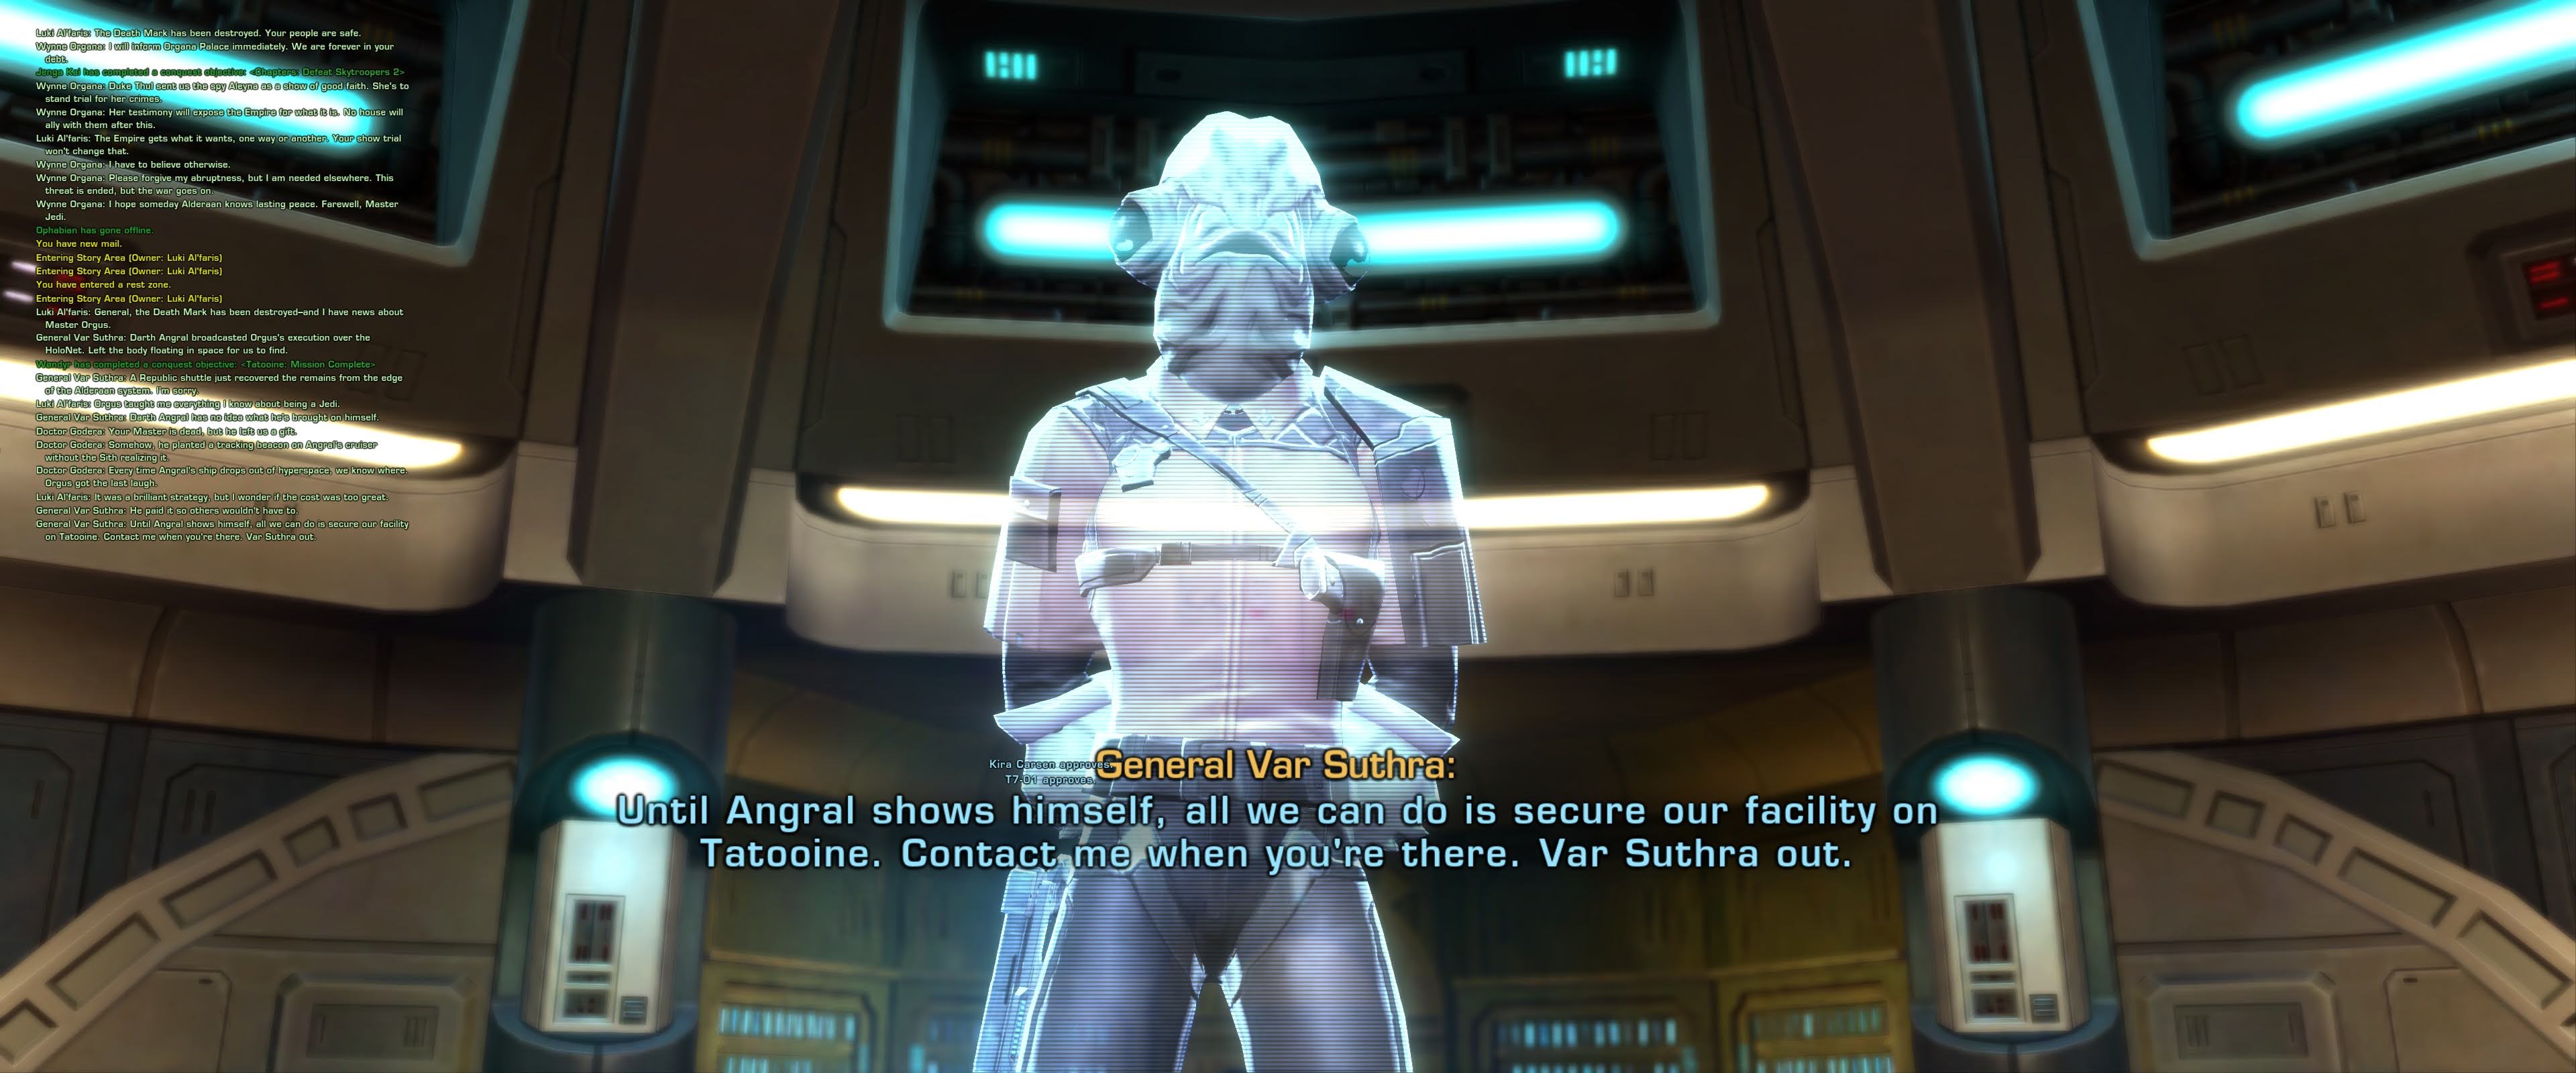 Luki Al'faris: The Death Mark has been destroyed. Your people are safe.
Wynne Organa: I will inform Organa Palace immediately. We are forever in your
debt.
Jenga Kai has completed a conquest objective: <Chapters: Defeat Skytroopers 2>
Wynne Organa: Duke Thul sent us the spy Aleyna as a show of good faith. She's to
stand trial for her crimes.
Wynne Organa: Her testimony will expose the Empire for what it is. No house will
ally with them after this.
Luki Al'faris: The Empire gets what it wants, one way or another. Your show trial
won't change that.
Wynne Organa: I have to believe otherwise.
Wynne Organa: Please forgive my abruptness, but I am needed elsewhere. This
threat is ended, but the war goes on.
Wynne Organa: I hope someday Alderaan knows lasting peace. Farewell, Master
Jedi.
Ophabian has gone offline.
You have new mail.
Entering Story Area (Owner: Luki Al'faris)
Entering Story Area (Owner: Luki Al'faris)
You have entered a rest zone.
Entering Story Area (Owner: Luki Al'faris)
Luki Al'faris: General, the Death Mark has been destroyed—and I have news about
Master Orgus.
General Var Suthra: Darth Angral broadcasted Orgus's execution over the
HoloNet. Left the body floating in space for us to find.
Wendyr has completed a conquest objective: <Tatooine: Mission Complete>
General Var Suthra: A Republic shuttle just recovered the remains from the edge
of the Alderaan system. I'm sorry.
Luki Al'faris: Orgus taught me everything I know about being a Jedi.
General Var Suthra: Darth Angral has no idea what he's brought on himself.
Doctor Godera: Your Master is dead, but he left us a gift.
Doctor Godera: Somehow, he planted a tracking beacon on Angral's cruiser
without the Sith realizing it.
Doctor Godera: Every time Angral's ship drops out of hyperspace, we know where.
Orgus got the last laugh.
Luki Al'faris: It was a brilliant strategy, but I wonder if the cost was too great.
General Var Suthra: He paid it so others wouldn't have to.
General Var Suthra: Until Angral shows himself, all we can do is secure our facility
on Tatooine. Contact me when you're there. Var Suthra out.
Kira Carsen approves.
T7-O1 approves.
General Var Suthra:
Until Angral shows himself, all we can do is secure our facility on
Tatooine. Contact me when you're there. Var Suthra out.